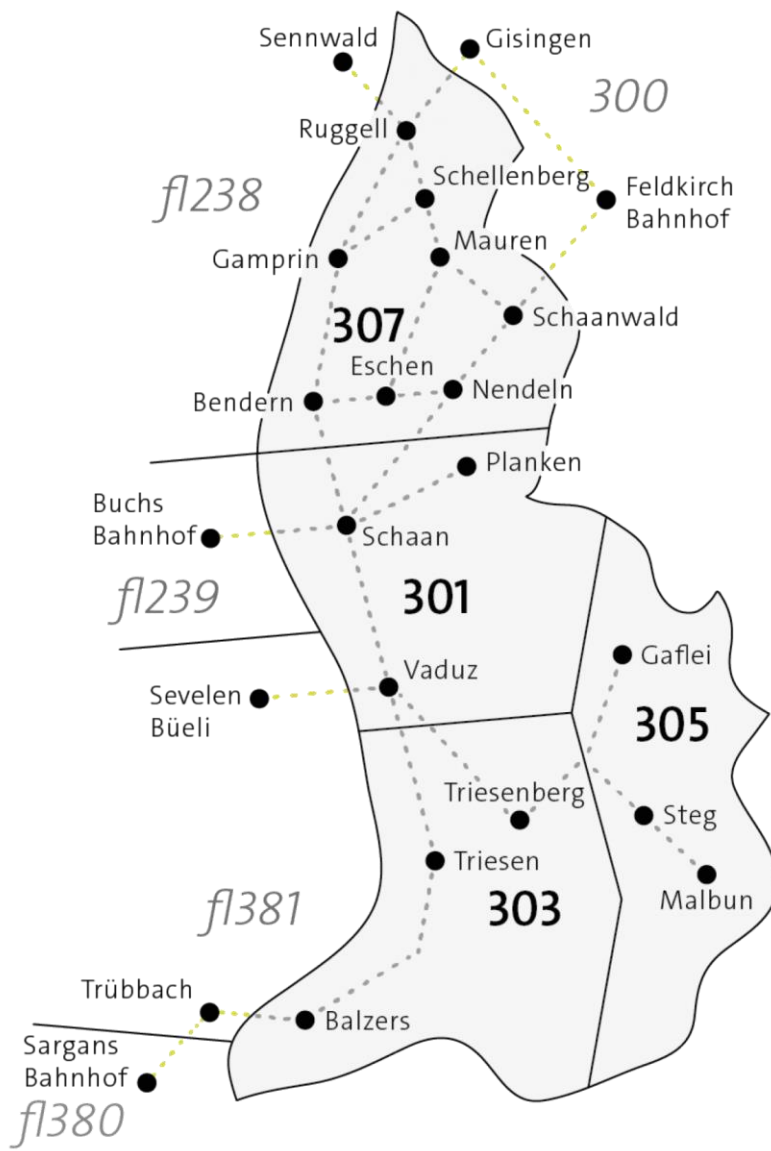 Sennwald
Gisingen
300
Ruggell
fl238
Schellenberg
Feldkirch
Bahnhof
Gamprin
Mauren
307
Schaanwald
Eschen
Bendern
Nendeln
Planken
Buchs
Bahnhof
Schaan
fl239
301
Gaflei
Vaduz
Sevelen
Büeli
305
Triesenberg
Steg
Triesen
Malbun
fl381
303
Trübbach
Balzers
Sargans
Bahnhof
fl380